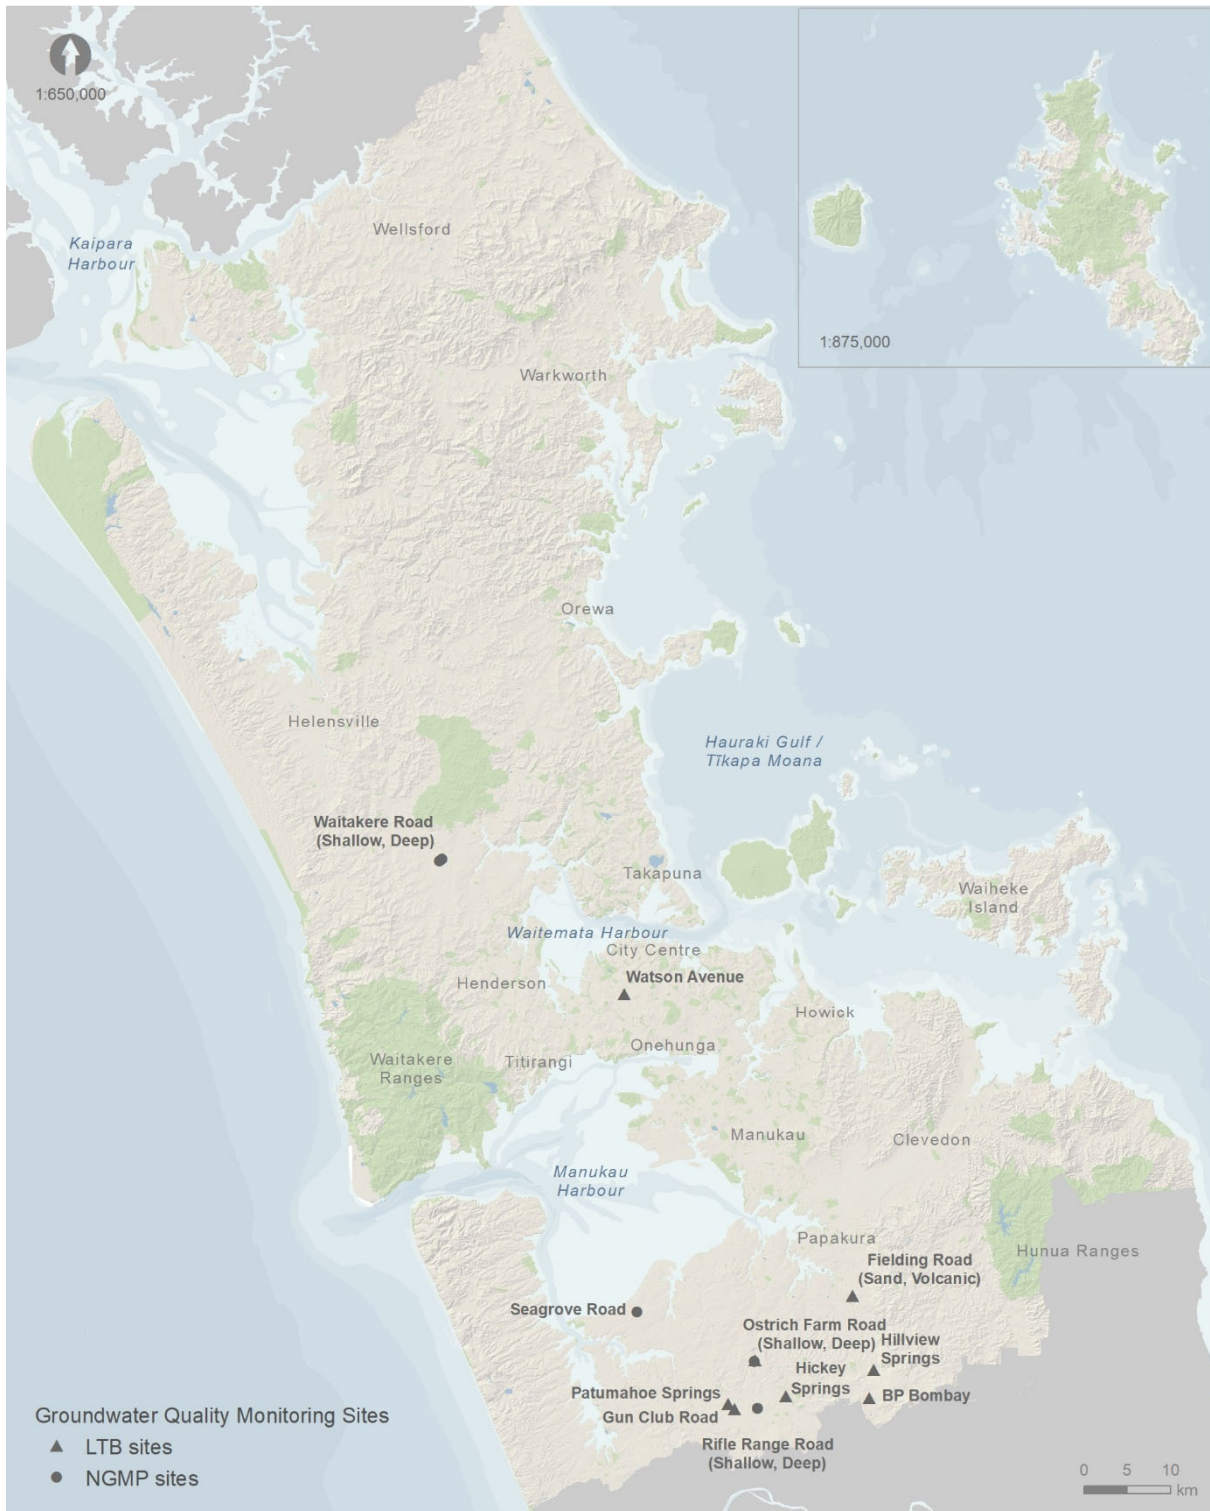 1:650,000
1:875,000
Wellsford
Kaipara
Harbour
Warkworth
Orewa
Helensville
Hauraki Gulf /
Tīkapa Moana
Waitakere Road
(Shallow, Deep)
Takapuna
Waiheke
Island
Waitemata Harbour
City Centre
Watson Avenue
Henderson
Howick
Onehunga
Titirangi
Waitakere
Ranges
Manukau
Clevedon
Manukau
Harbour
Papakura
Hunua Ranges
Fielding Road
(Sand, Volcanic)
Seagrove Road
Ostrich Farm Road
(Shallow, Deep)
Hillview
Springs
Hickey
Springs
Patumahoe Springs
BP Bombay
Gun Club Road
Rifle Range Road
(Shallow, Deep)
Groundwater Quality Monitoring Sites
LTB sites
NGMP sites
0 5 10
km